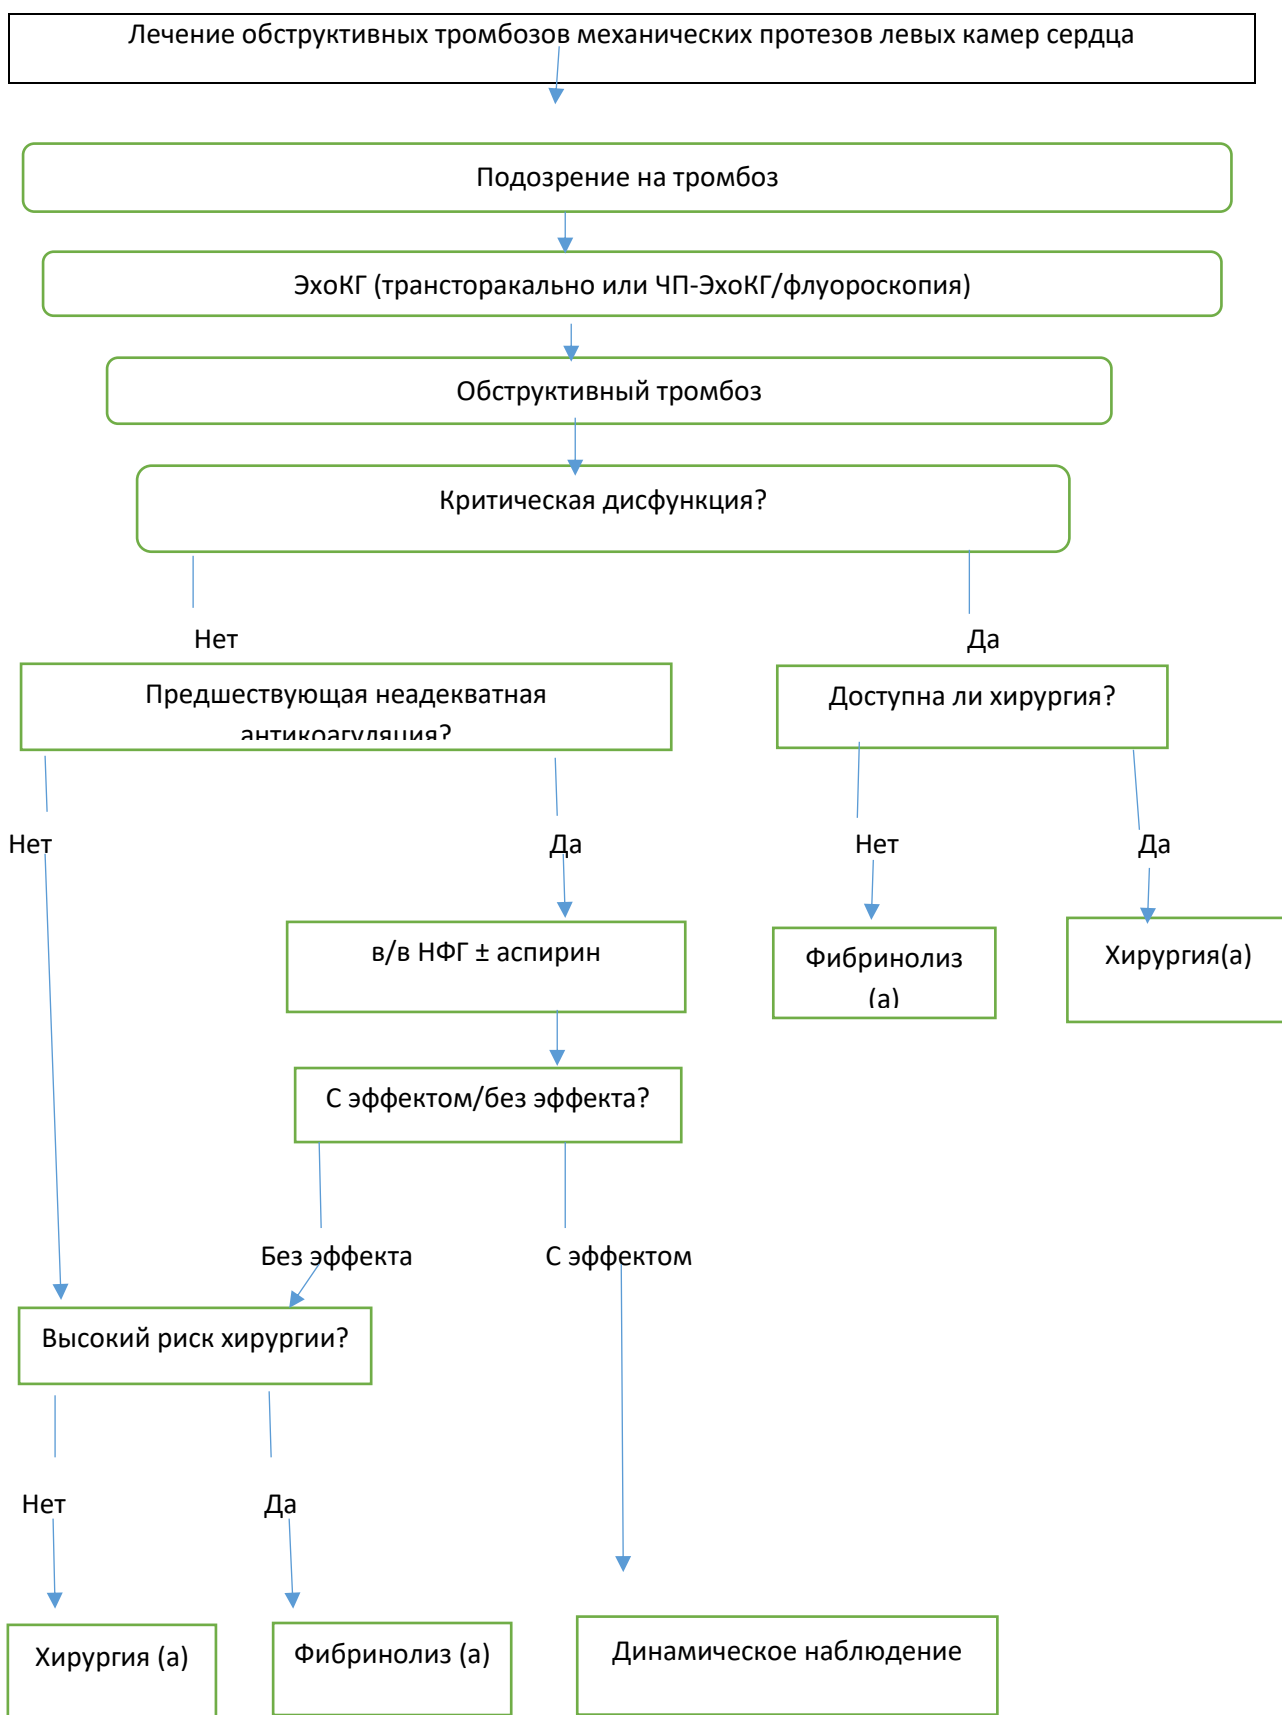 Лечение обструктивных тромбозов механических протезов левых камер сердца
Подозрение на тромбоз
ЭхоКГ (трансторакально или ЧП-ЭхоКГ/флуороскопия)
Обструктивный тромбоз
Критическая дисфункция?
Нет
Да
Предшествующая неадекватная
антикоагуляция?
Доступна ли хирургия?
Нет
Да
Нет
Да
в/в НФГ ± аспирин
Фибринолиз
(а)
Хирургия(а)
С эффектом/без эффекта?
Без эффекта
С эффектом
Высокий риск хирургии?
Нет
Да
Хирургия (а)
Фибринолиз (а)
Динамическое наблюдение